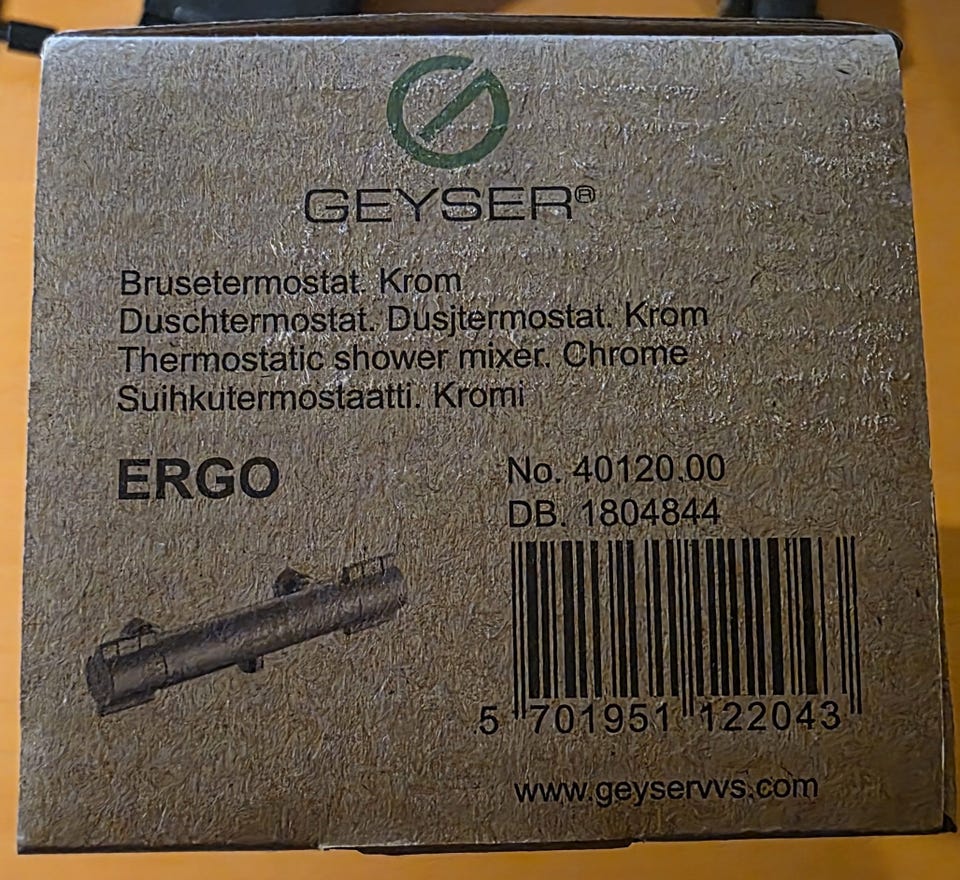 GEYSER®
Brusetermostat. Krom
Duschtermostat. Dusjtermostat. Krom
Thermostatic shower mixer. Chrome
Suihkutermostaatti. Kromi
ERGO
No. 40120.00
DB. 1804844
5 701951 122043
www.geyservvs.com